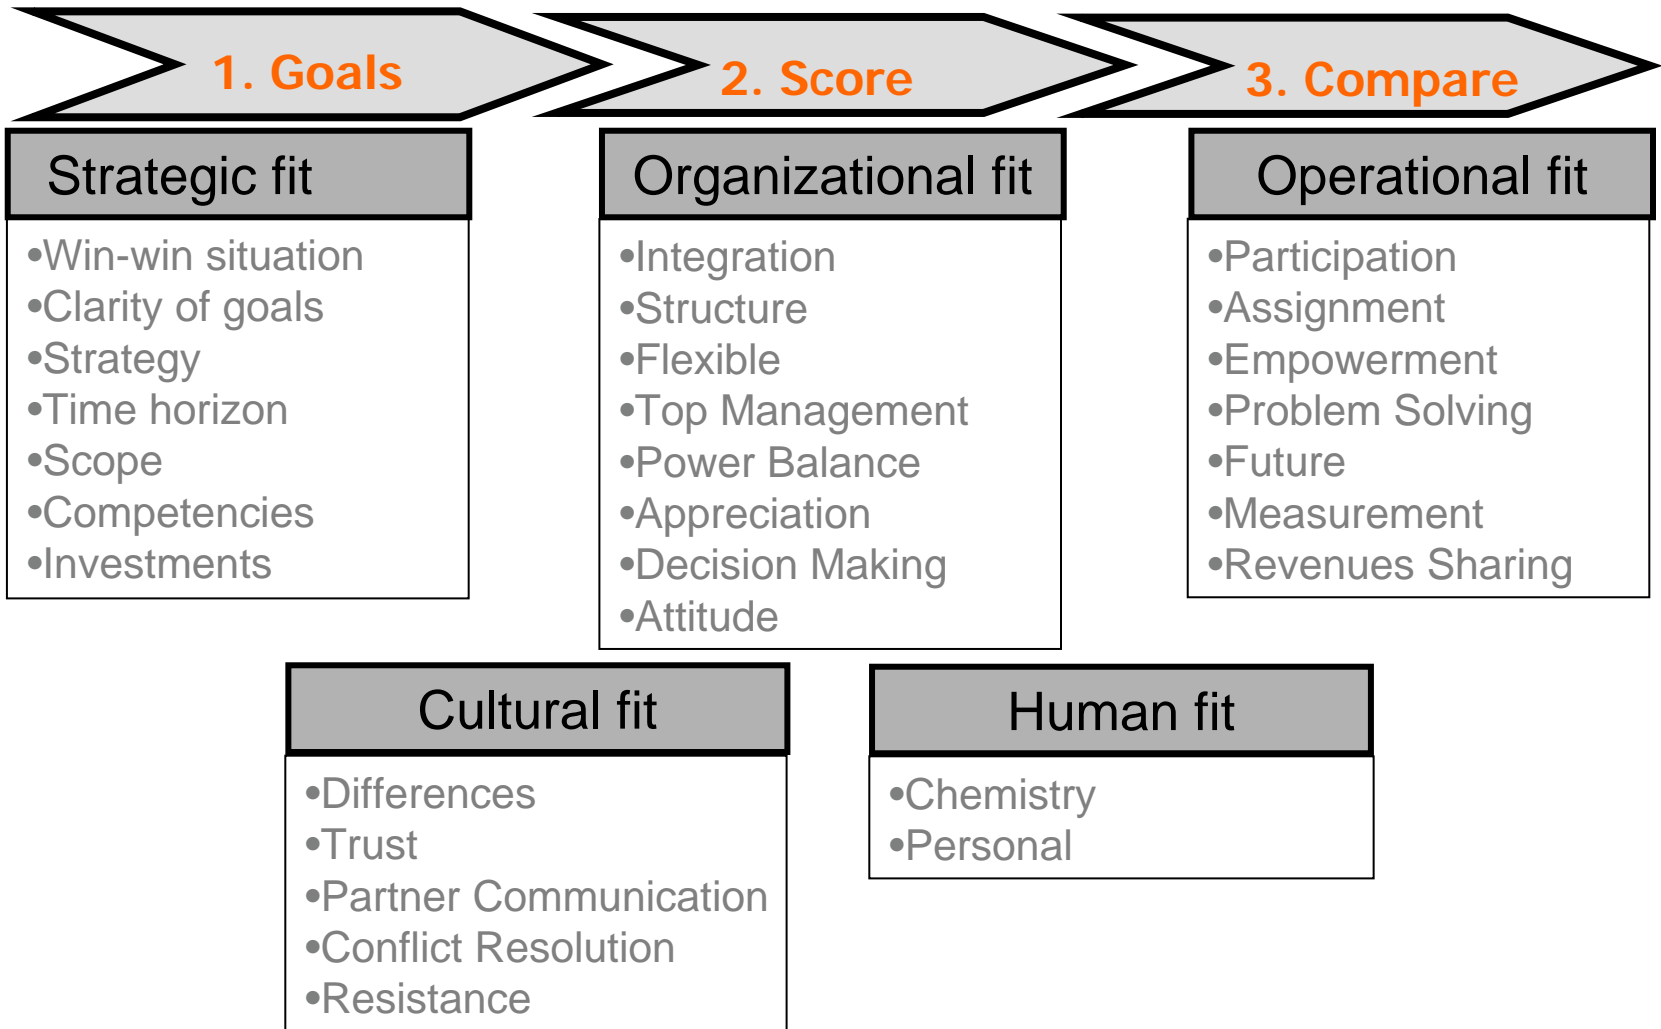 1. Goals
2. Score
3. Compare
Strategic fit
•Win-win situation
•Clarity of goals
•Strategy
•Time horizon
•Scope
•Competencies
•Investments
Organizational fit
•Integration
•Structure
•Flexible
•Top Management
•Power Balance
•Appreciation
•Decision Making
•Attitude
Operational fit
•Participation
•Assignment
•Empowerment
•Problem Solving
•Future
•Measurement
•Revenues Sharing
Cultural fit
•Differences
•Trust
•Partner Communication
•Conflict Resolution
•Resistance
Human fit
•Chemistry
•Personal